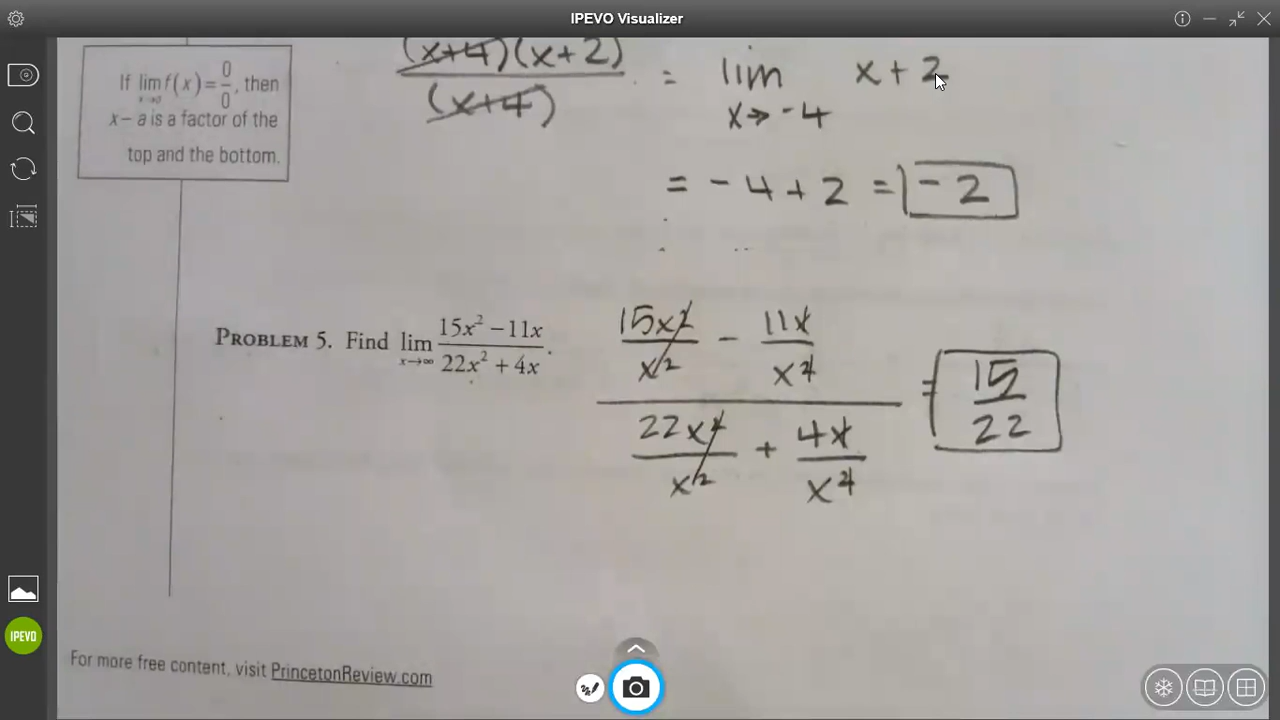 IPEVO Visualizer
(x+4)(x+2)
(x+4)
= lim x + 2
x → -4
If lim f(x) = 0/0, then
x→a
x – a is a factor of the
top and the bottom.
= - 4 + 2 = - 2
PROBLEM 5. Find lim 15x² –11x / 22x² + 4x.
x→∞
15x² / x² - 11x / x²
22x² / x² + 4x / x²
= 15 / 22
IPEVO
For more free content, visit PrincetonReview.com